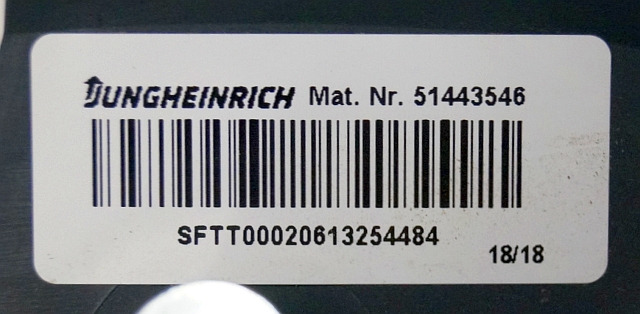 JUNGHEINRICH Mat. Nr. 51443546
SFTT00020613254484
18/18